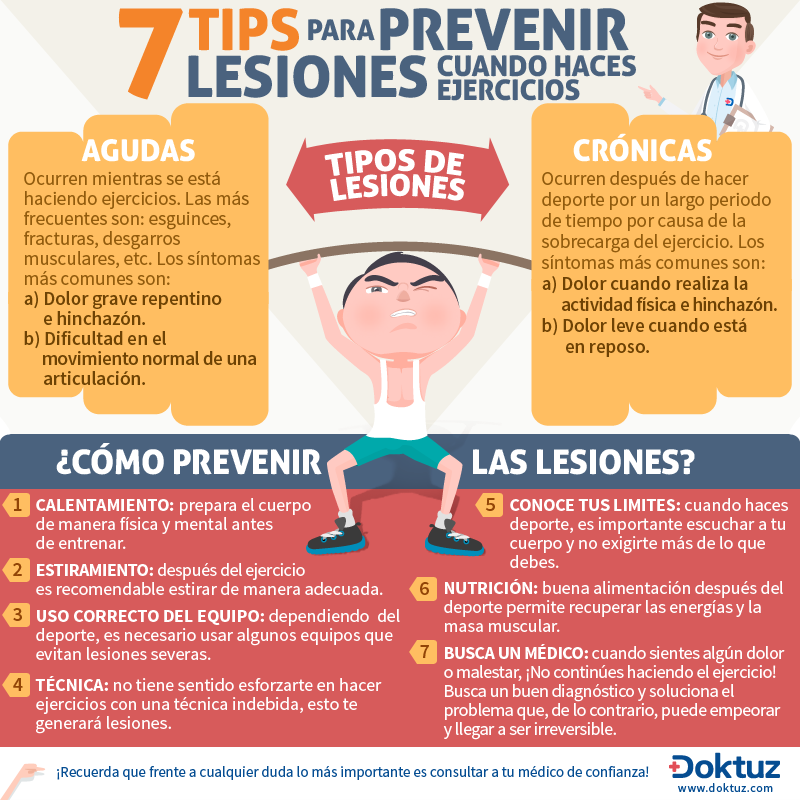 7 TIPS PARA PREVENIR
LESIONES CUANDO HACES
EJERCICIOS
AGUDAS
Ocurren mientras se está
haciendo ejercicios. Las más
frecuentes son: esguinces,
fracturas, desgarros
musculares, etc. Los síntomas
más comunes son:
a) Dolor grave repentino
e hinchazón.
b) Dificultad en el
movimiento normal de una
articulación.
TIPOS DE
LESIONES
CRÓNICAS
Ocurren después de hacer
deporte por un largo periodo
de tiempo por causa de la
sobrecarga del ejercicio. Los
síntomas más comunes son:
a) Dolor cuando realiza la
actividad física e hinchazón.
b) Dolor leve cuando está
en reposo.
¿CÓMO PREVENIR LAS LESIONES?
1 CALENTAMIENTO: prepara el cuerpo
de manera física y mental antes
de entrenar.
2 ESTIRAMIENTO: después del ejercicio
es recomendable estirar de manera adecuada.
3 USO CORRECTO DEL EQUIPO: dependiendo del
deporte, es necesario usar algunos equipos que
evitan lesiones severas.
4 TÉCNICA: no tiene sentido esforzarte en hacer
ejercicios con una técnica indebida, esto te
generará lesiones.
5 CONOCE TUS LIMITES: cuando haces
deporte, es importante escuchar a tu
cuerpo y no exigirte más de lo que
debes.
6 NUTRICIÓN: buena alimentación después del
deporte permite recuperar las energías y la
masa muscular.
7 BUSCA UN MÉDICO: cuando sientes algún dolor
o malestar, ¡No continúes haciendo el ejercicio!
Busca un buen diagnóstico y soluciona el
problema que, de lo contrario, puede empeorar
y llegar a ser irreversible.
¡Recuerda que frente a cualquier duda lo más importante es consultar a tu médico de confianza!
Doktuz
www.doktuz.com